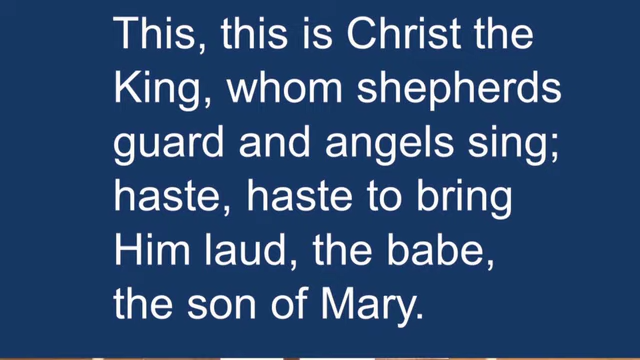 This, this is Christ the
King, whom shepherds
guard and angels sing;
haste, haste to bring
Him laud, the babe,
the son of Mary.